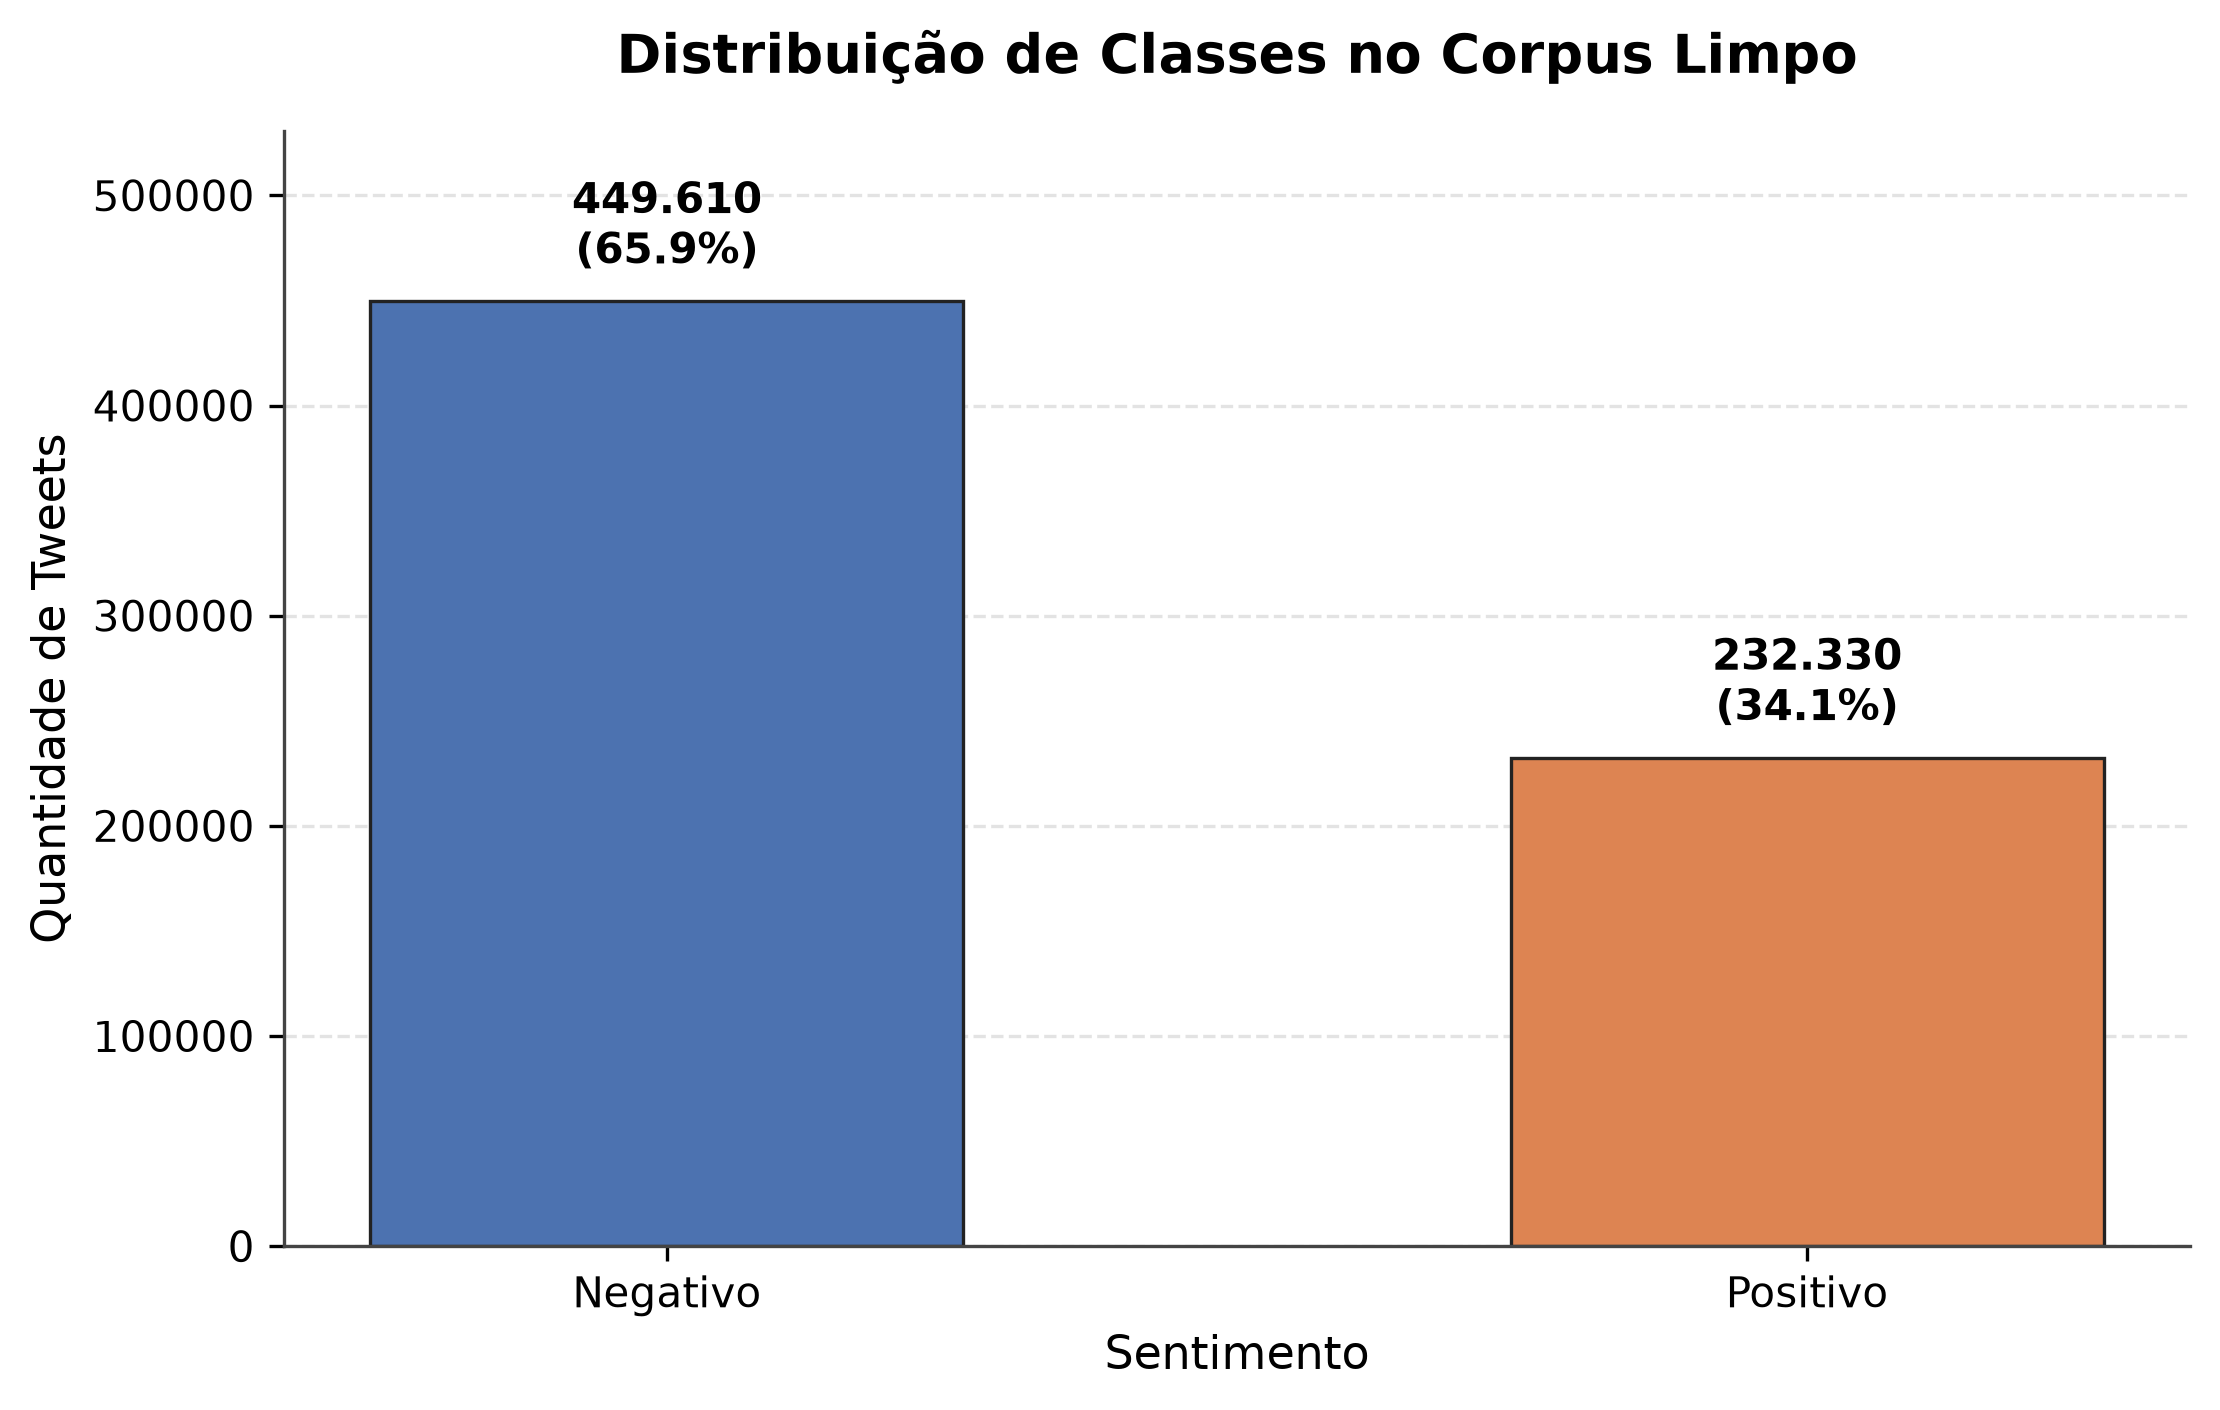 Distribuição de Classes no Corpus Limpo
Quantidade de Tweets
500000
400000
300000
200000
100000
0
449.610
(65.9%)
232.330
(34.1%)
Negativo
Positivo
Sentimento